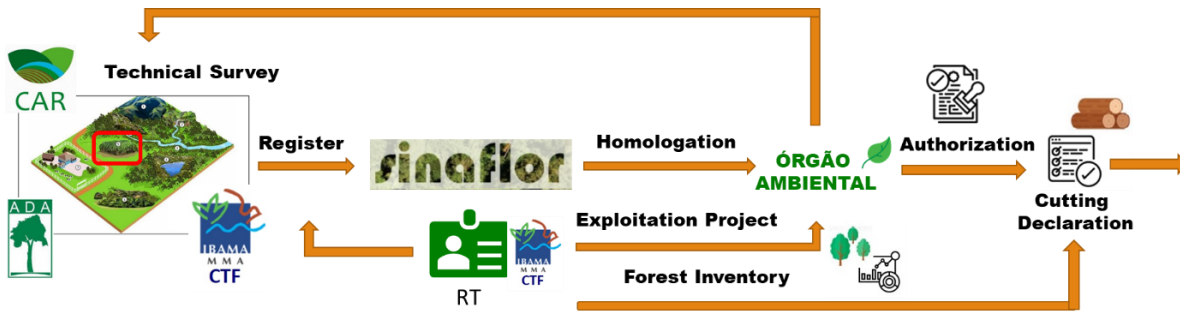 Technical Survey
CAR
Register
sinaflor
Homologation
ÓRGÃO
AMBIENTAL
Authorization
Cutting
Declaration
ADA
IBAMA
MMA
CTF
RT
IBAMA
MMA
CTF
Exploitation Project
Forest Inventory